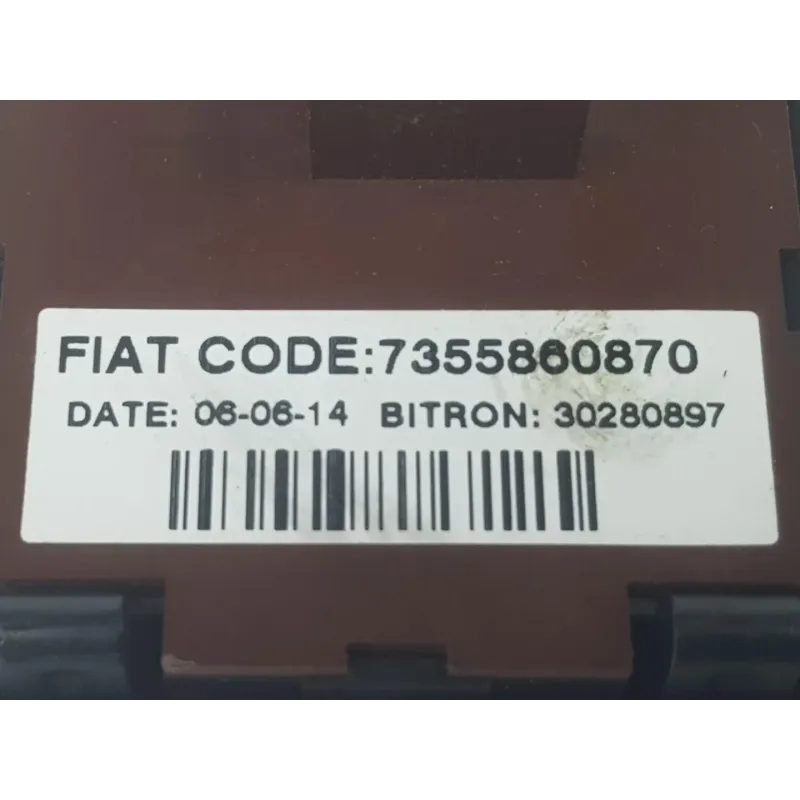 FIAT CODE:7355860870
DATE: 06-06-14 BITRON: 30280897